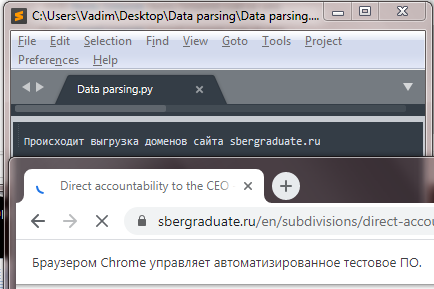 C:\Users\Vadim\Desktop\Data parsing\Data parsing....
File Edit Selection Find View Goto Tools Project
Preferences Help
Data parsing.py
Происходит выгрузка доменов сайта sbergraduate.ru
Direct accountability to the CEO
sbergraduate.ru/en/subdivisions/direct-accou
Браузером Chrome управляет автоматизированное тестовое ПО.